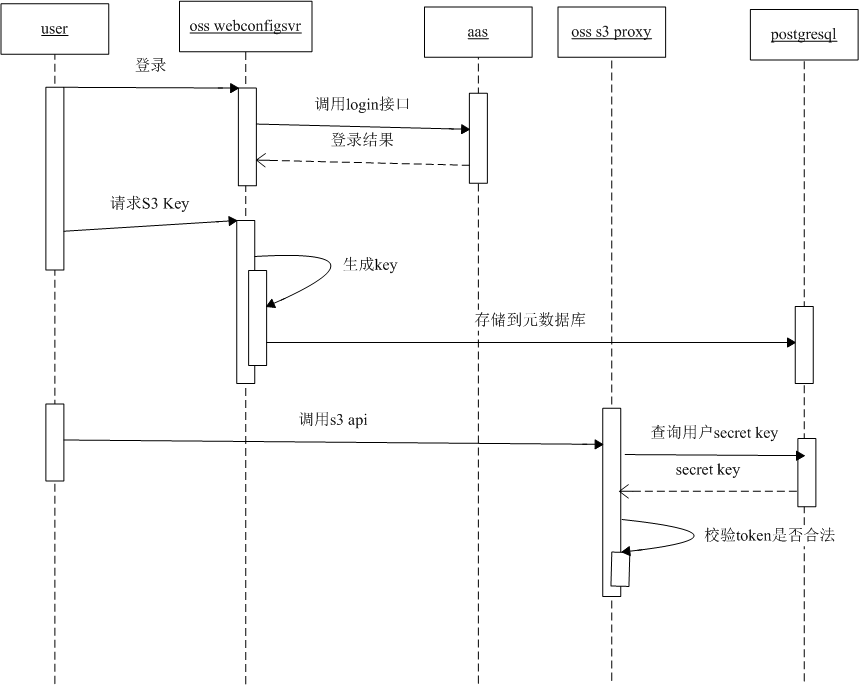 user
oss webconfigsvr
aas
oss s3 proxy
postgresql
登录
调用login接口
登录结果
请求S3 Key
生成key
存储到元数据库
调用s3 api
查询用户secret key
secret key
校验token是否合法